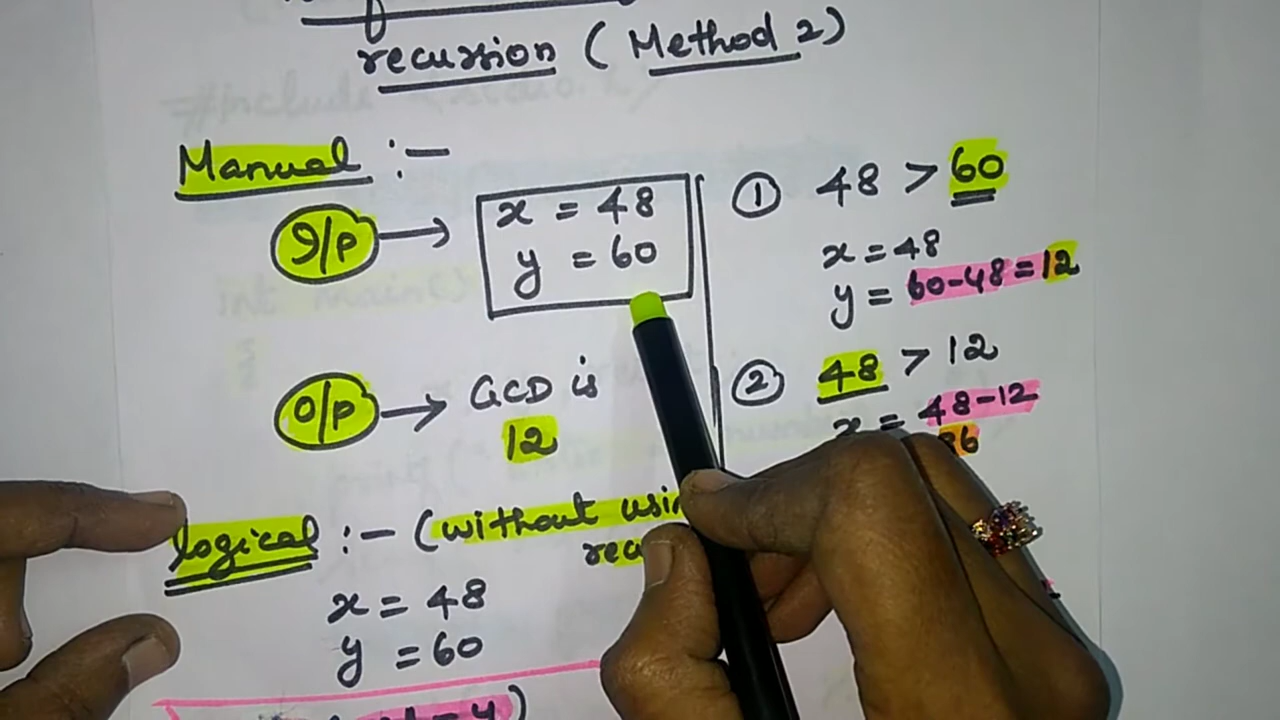 recursion (Method 2)
Manual :-
I/p → x = 48
y = 60
O/p → GCD is
12
① 48 > 60
x = 48
y = 60-48 = 12
② 48 > 12
x = 48-12
36
logical :- (without
x = 48
y = 60